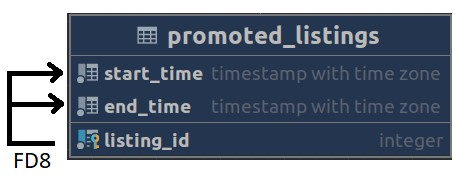 promoted_listings
start_time timestamp with time zone
end_time timestamp with time zone
listing_id integer
FD8